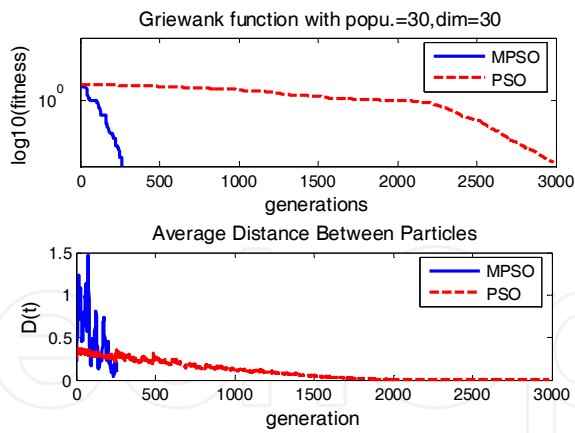 Griewank function with popu.=30,dim=30
log10(fitness)
10^0
MPSO
PSO
0 500 1000 1500 2000 2500 3000
generations
Average Distance Between Particles
D(t)
1.5
1
0.5
0
MPSO
PSO
0 500 1000 1500 2000 2500 3000
generation